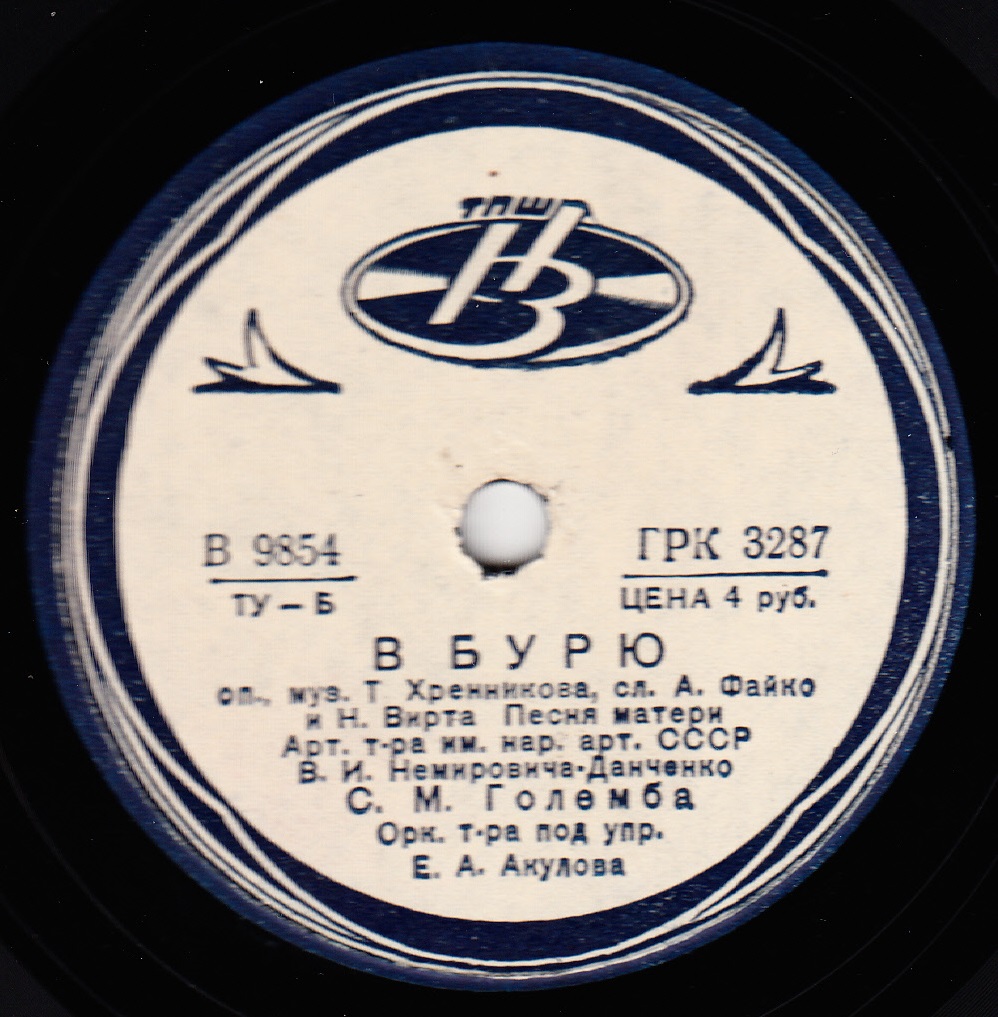 НЗ
В 9854 ГРК 3287
ТУ – Б ЦЕНА 4 руб.
В БУРЮ
оп., муз. Т Хренникова, сл. А. Файко
и Н. Вирта Песня матери
Арт. т-ра им. нар. арт. СССР
В. И. Немировича-Данченко
С. М. Големба
Орк. т-ра под упр.
Е. А. Акулова